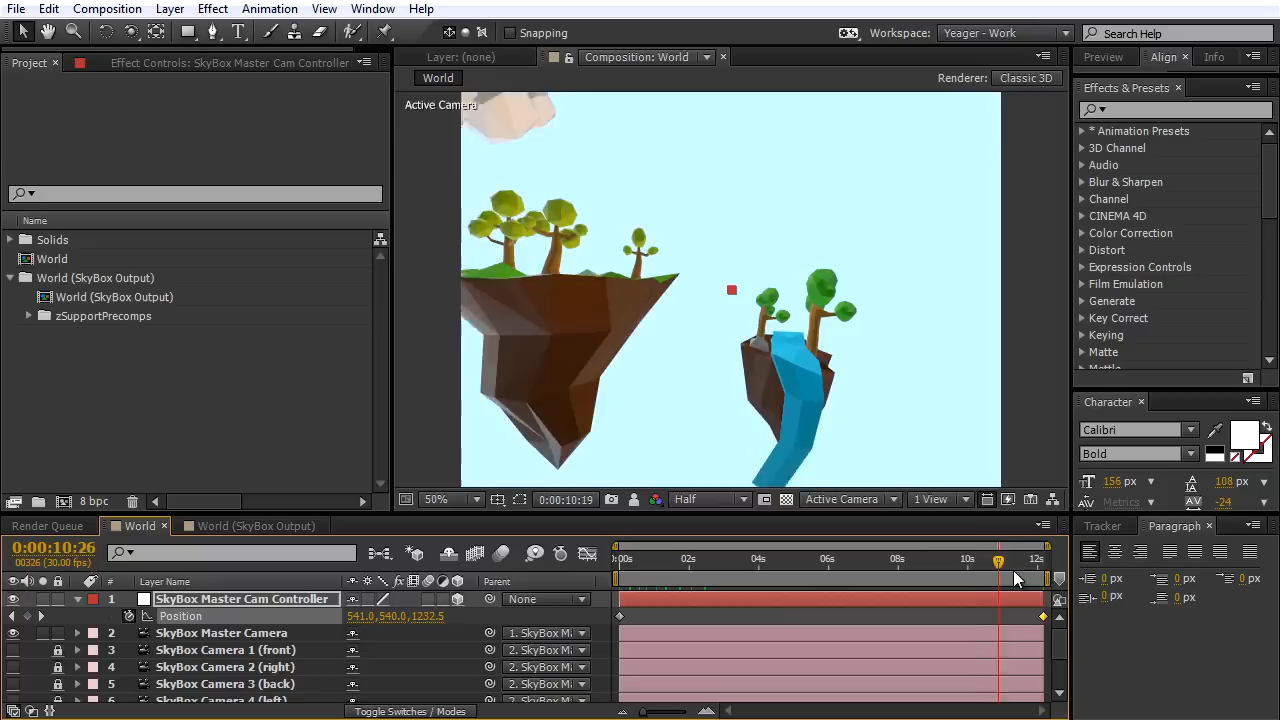 File Edit Composition Layer Effect Animation View Window Help
Snapping Workspace: Yeager - Work Search Help
Project Effect Controls: SkyBox Master Cam Controller Layer: (none) Composition: World Preview Align Info
World Renderer: Classic 3D
Active Camera
Effects & Presets
* Animation Presets
3D Channel
Audio
Blur & Sharpen
Channel
CINEMA 4D
Color Correction
Distort
Expression Controls
Film Emulation
Generate
Key Correct
Keying
Matte
Name
Solids
World
World (SkyBox Output)
World (SkyBox Output)
zSupportPrecomps
8 bpc
50% 0:00:10:19 Half Active Camera 1 View
Character
Calibri
Bold
156 px 108 px
Metrics -24
Render Queue World World (SkyBox Output)
0:00:10:26
00326 (30.00 fps)
:00s 02s 04s 06s 08s 10s 12s
# Layer Name Parent
1 SkyBox Master Cam Controller None
Position 541.0,540.0,1232.5
2 SkyBox Master Camera 1. SkyBox M
3 SkyBox Camera 1 (front) 2. SkyBox M
4 SkyBox Camera 2 (right) 2. SkyBox M
5 SkyBox Camera 3 (back) 2. SkyBox M
Toggle Switches / Modes
Tracker Paragraph
0 px 0 px 0 px
0 px 0 px